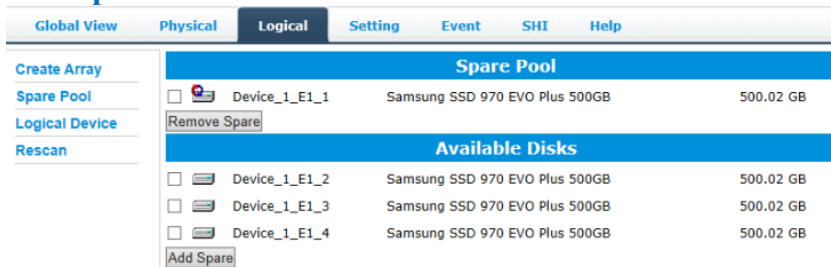 Global View Physical Logical Setting Event SHI Help
Create Array
Spare Pool
Logical Device
Rescan
Spare Pool
Device_1_E1_1 Samsung SSD 970 EVO Plus 500GB 500.02 GB
Remove Spare
Available Disks
Device_1_E1_2 Samsung SSD 970 EVO Plus 500GB 500.02 GB
Device_1_E1_3 Samsung SSD 970 EVO Plus 500GB 500.02 GB
Device_1_E1_4 Samsung SSD 970 EVO Plus 500GB 500.02 GB
Add Spare